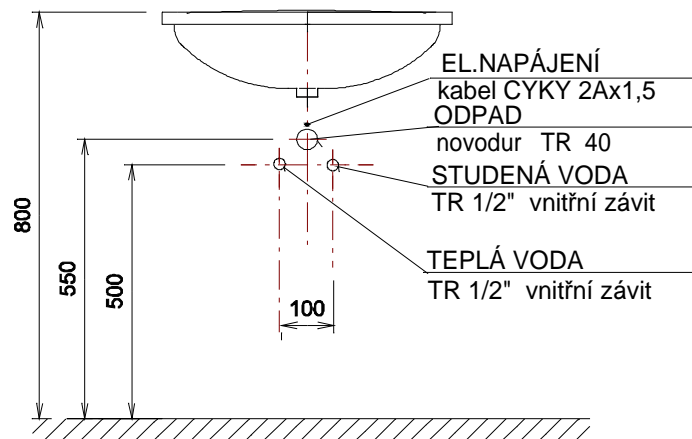 EL.NAPÁJENÍ
kabel CYKY 2Ax1,5
ODPAD
novodur TR 40
STUDENÁ VODA
TR 1/2" vnitřní závit
TEPLÁ VODA
TR 1/2" vnitřní závit
800
550
500
100